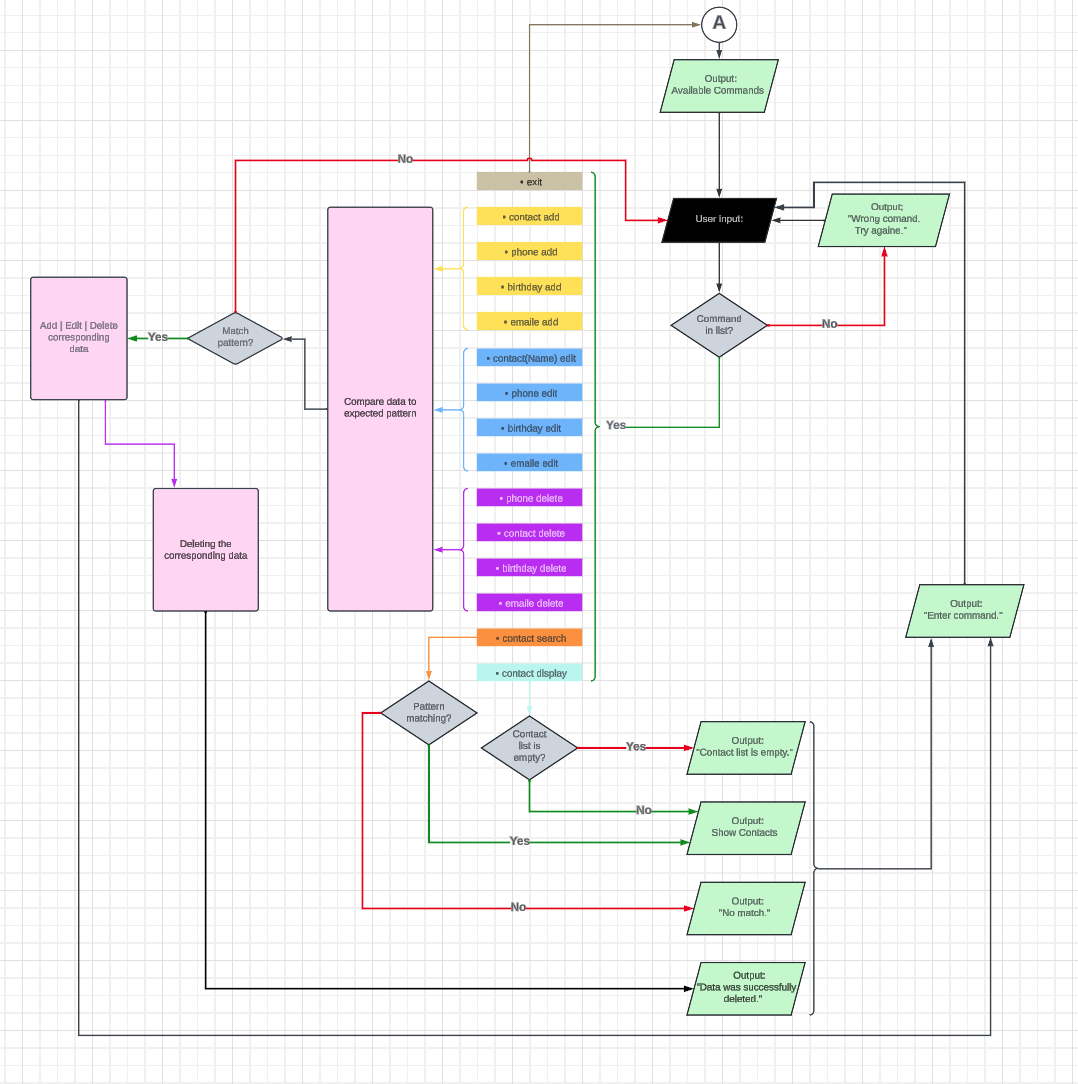 A
Output:
Available Commands
No
• exit
• contact add
• phone add
• birthday add
• emaile add
• contact(Name) edit
• phone edit
• birthday edit
• emaile edit
• phone delete
• contact delete
• birthday delete
• emaile delete
• contact search
• contact display
User input:
Output;
"Wrong comand.
Try againe."
Command
in list?
No
Yes
Add | Edit | Delete
corresponding
data
Yes
Match
pattern?
Compare data to
expected pattern
Deleting the
corresponding data
Output:
"Enter command."
Pattern
matching?
Contact
list is
empty?
Yes
Output:
"Contact list is empty."
No
Output:
Show Contacts
Yes
No
Output:
"No match."
Output:
"Data was successfully
deleted."